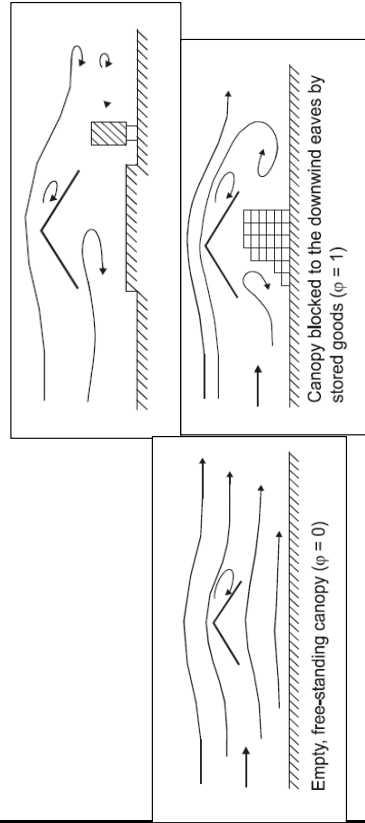 Canopy blocked to the downwind eaves by
stored goods (φ = 1)
Empty, free-standing canopy (φ = 0)